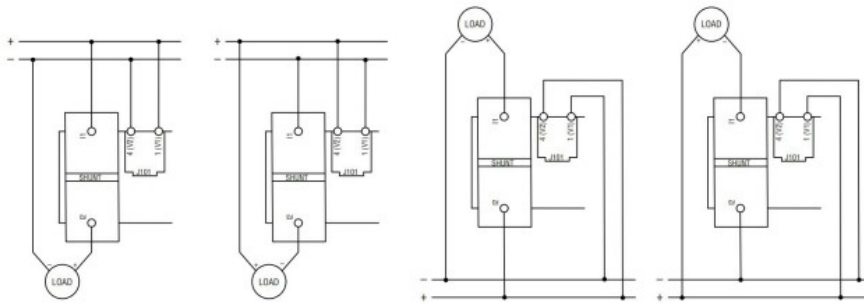 +
−
I1
4 (V2)
1 (V1)
J101
SHUNT
I2
− +
LOAD
+
−
I1
4 (V2)
1 (V1)
J101
SHUNT
I2
+ −
LOAD
LOAD
− +
I1
4 (V2)
1 (V1)
J101
SHUNT
I2
−
+
LOAD
+ −
I1
4 (V2)
1 (V1)
J101
SHUNT
I2
−
+